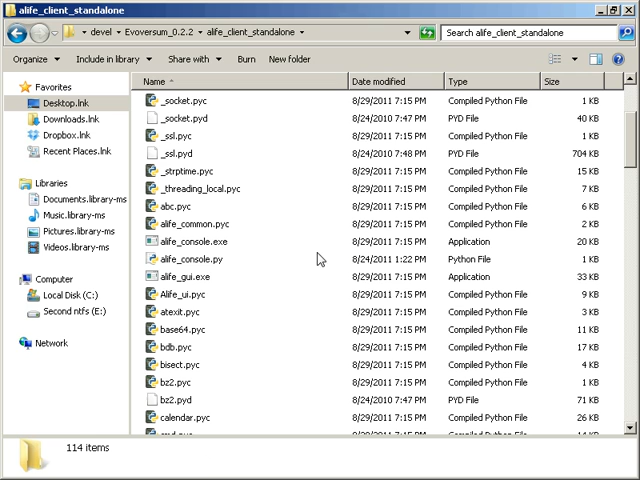 alife_client_standalone
devel Evoversum_0.2.2 alife_client_standalone
Search alife_client_standalone
Organize Include in library Share with Burn New folder
Name Date modified Type Size
Favorites
Desktop.lnk
Downloads.lnk
Dropbox.lnk
Recent Places.lnk
Libraries
Documents.library-ms
Music.library-ms
Pictures.library-ms
Videos.library-ms
Computer
Local Disk (C:)
Second ntfs (E:)
Network
_socket.pyc 8/29/2011 7:15 PM Compiled Python File 1 KB
_socket.pyd 8/24/2010 7:47 PM PYD File 40 KB
_ssl.pyc 8/29/2011 7:15 PM Compiled Python File 1 KB
_ssl.pyd 8/24/2010 7:48 PM PYD File 704 KB
_strptime.pyc 8/29/2011 7:15 PM Compiled Python File 15 KB
_threading_local.pyc 8/29/2011 7:15 PM Compiled Python File 7 KB
abc.pyc 8/29/2011 7:15 PM Compiled Python File 6 KB
alife_common.pyc 8/29/2011 7:15 PM Compiled Python File 2 KB
alife_console.exe 8/29/2011 7:15 PM Application 27 KB
alife_console.py 8/24/2011 1:22 PM Python File 1 KB
alife_gui.exe 8/29/2011 7:15 PM Application 33 KB
Alife_ui.pyc 8/29/2011 7:15 PM Compiled Python File 9 KB
atexit.pyc 8/29/2011 7:15 PM Compiled Python File 3 KB
base64.pyc 8/29/2011 7:15 PM Compiled Python File 11 KB
bdb.pyc 8/29/2011 7:15 PM Compiled Python File 17 KB
bisect.pyc 8/29/2011 7:15 PM Compiled Python File 4 KB
bz2.pyc 8/29/2011 7:15 PM Compiled Python File 1 KB
bz2.pyd 8/24/2010 7:47 PM PYD File 71 KB
calendar.pyc 8/29/2011 7:15 PM Compiled Python File 26 KB
114 items